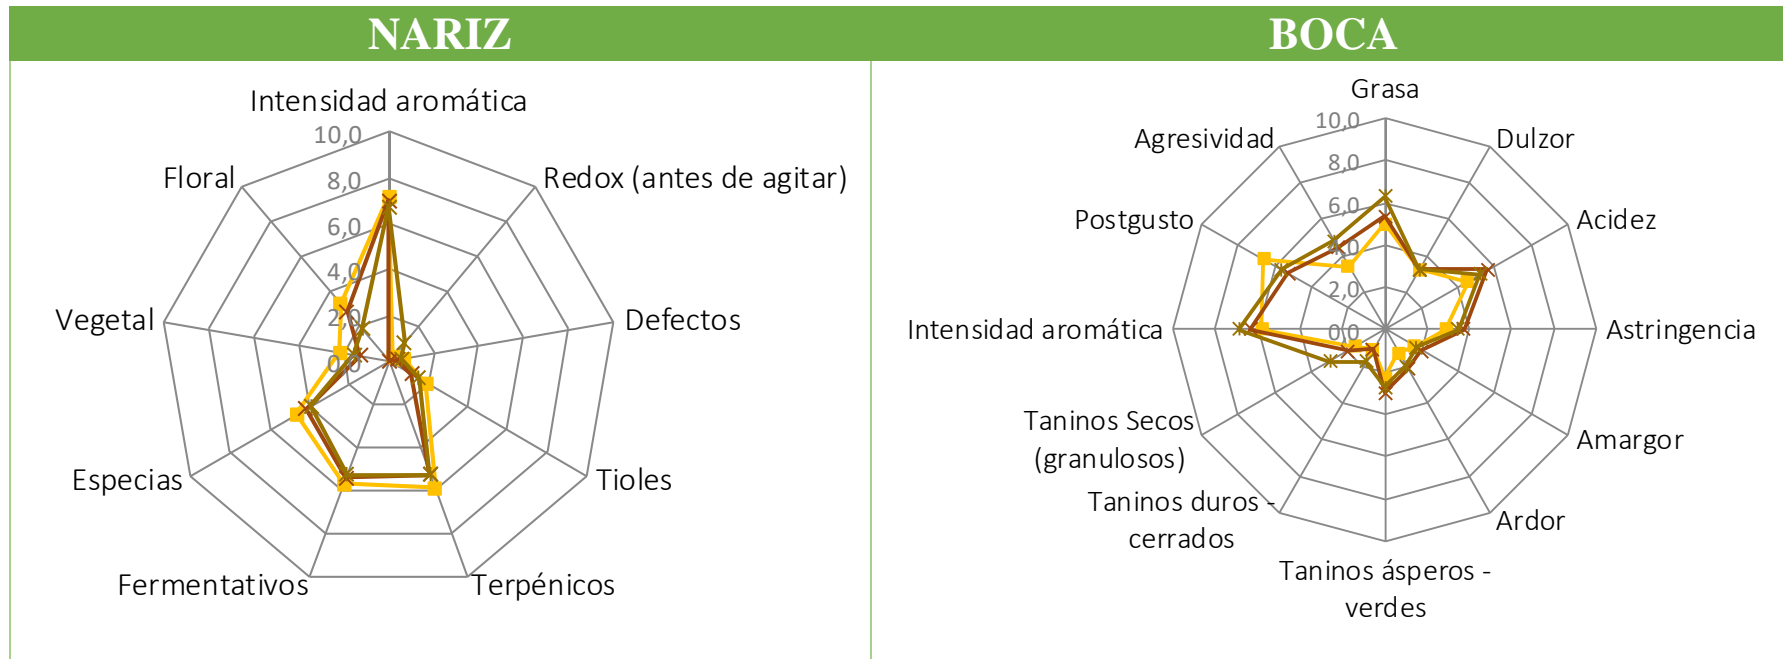 NARIZ
BOCA
Intensidad aromática
10,0
8,0
6,0
4,0
2,0
0,0
Redox (antes de agitar)
Defectos
Tioles
Terpénicos
Fermentativos
Especias
Vegetal
Floral
Grasa
10,0
8,0
6,0
4,0
2,0
0,0
Dulzor
Acidez
Astringencia
Amargor
Ardor
Taninos ásperos -
verdes
Taninos duros -
cerrados
Taninos Secos
(granulosos)
Intensidad aromática
Postgusto
Agresividad